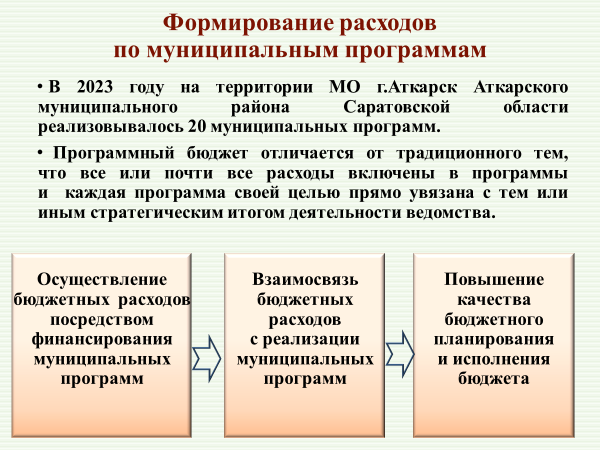 Формирование расходов
по муниципальным программам
• В 2023 году на территории МО г.Аткарск Аткарского
муниципального района Саратовской области
реализовывалось 20 муниципальных программ.
• Программный бюджет отличается от традиционного тем,
что все или почти все расходы включены в программы
и каждая программа своей целью прямо увязана с тем или
иным стратегическим итогом деятельности ведомства.
Осуществление
бюджетных расходов
посредством
финансирования
муниципальных
программ
Взаимосвязь
бюджетных
расходов
с реализации
муниципальных
программ
Повышение
качества
бюджетного
планирования
и исполнения
бюджета